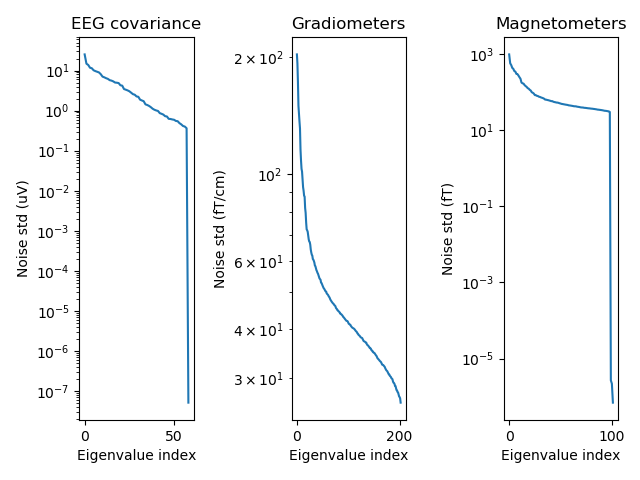 EEG covariance
Noise std (uV)
10¹
10⁰
10⁻¹
10⁻²
10⁻³
10⁻⁴
10⁻⁵
10⁻⁶
10⁻⁷
0
50
Eigenvalue index
Gradiometers
Noise std (fT/cm)
2 × 10²
10²
6 × 10¹
4 × 10¹
3 × 10¹
0
200
Eigenvalue index
Magnetometers
Noise std (fT)
10³
10¹
10⁻¹
10⁻³
10⁻⁵
0
100
Eigenvalue index